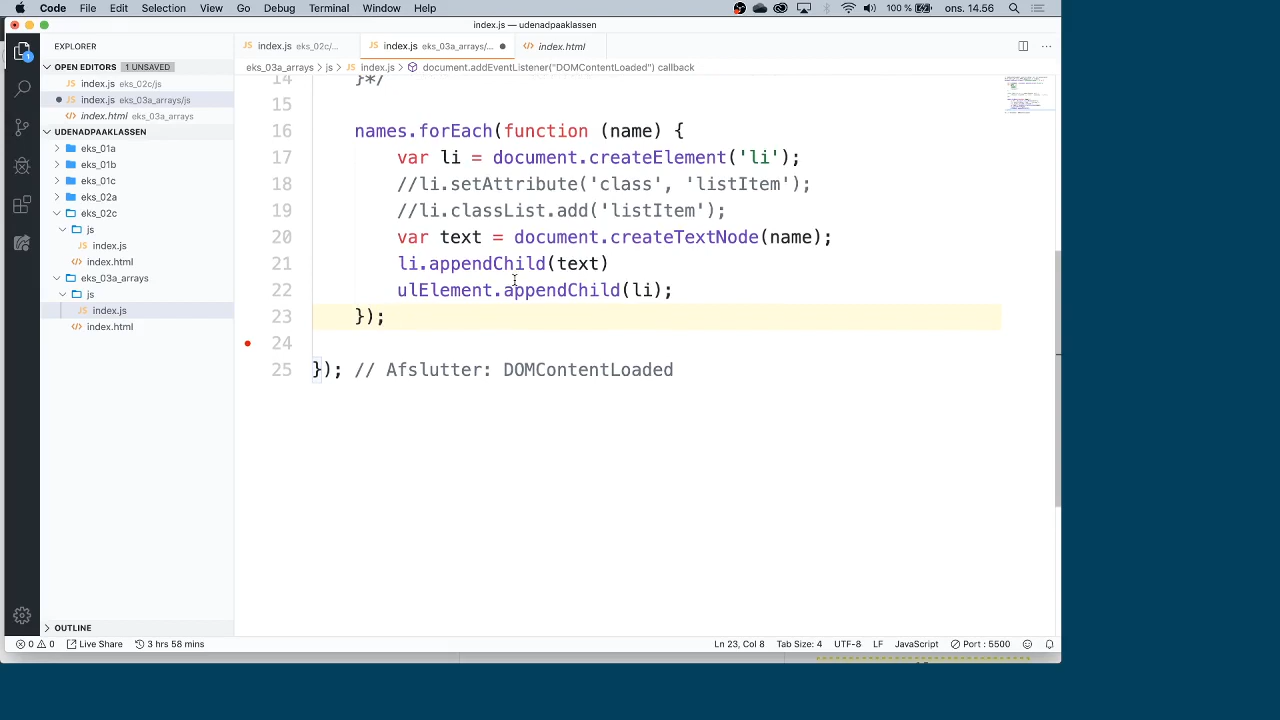 Code File Edit Selection View Go Debug Terminal Window Help 100 % ons. 14.56
index.js — udenadpaaklassen
EXPLORER
index.js eks_02c/...
index.js eks_03a_arrays/...
index.html
OPEN EDITORS 1 UNSAVED
index.js eks_02c/js
index.js eks_03a_arrays/js
index.html eks_03a_arrays
UDENADPAAKLASSEN
eks_01a
eks_01b
eks_01c
eks_02a
eks_02c
js
index.js
index.html
eks_03a_arrays
js
index.js
index.html
OUTLINE
eks_03a_arrays > js > index.js > document.addEventListener("DOMContentLoaded") callback
14 }*/
15
16 names.forEach(function (name) {
17 var li = document.createElement('li');
18 //li.setAttribute('class', 'listItem');
19 //li.classList.add('listItem');
20 var text = document.createTextNode(name);
21 li.appendChild(text)
22 ulElement.appendChild(li);
23 });
24
25 }); // Afslutter: DOMContentLoaded
0 0 Live Share 3 hrs 58 mins Ln 23, Col 8 Tab Size: 4 UTF-8 LF JavaScript Port : 5500